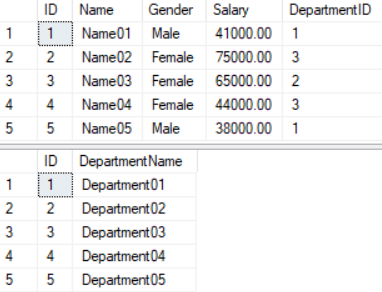 ID Name Gender Salary DepartmentID
1 1 Name01 Male 41000.00 1
2 2 Name02 Female 75000.00 3
3 3 Name03 Female 65000.00 2
4 4 Name04 Female 44000.00 3
5 5 Name05 Male 38000.00 1
ID DepartmentName
1 1 Department01
2 2 Department02
3 3 Department03
4 4 Department04
5 5 Department05